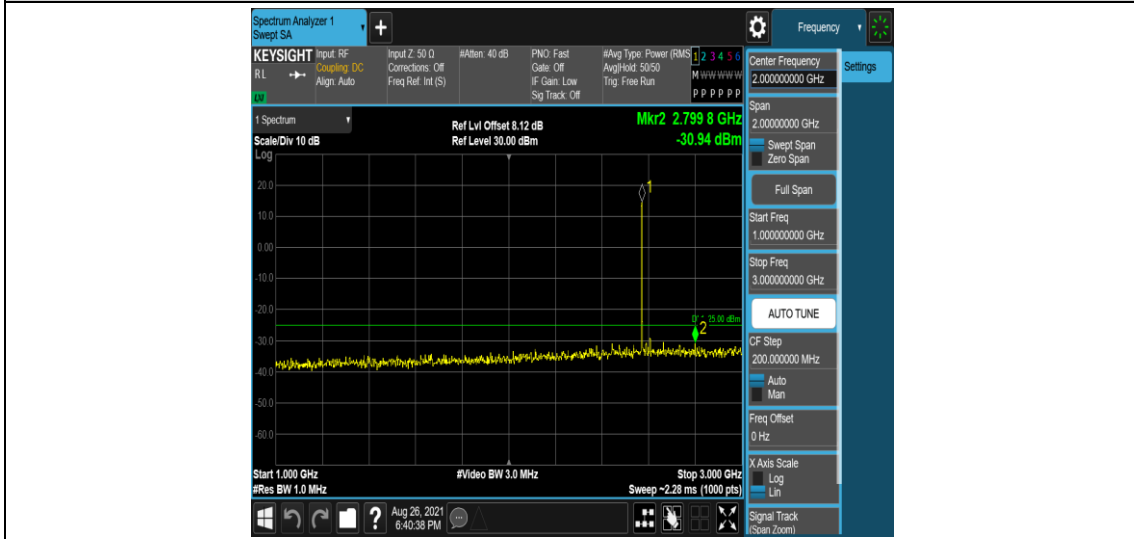 Spectrum Analyzer 1
Swept SA
Frequency
KEYSIGHT
RL
Input: RF
Coupling: DC
Align: Auto
Input Z: 50 Ω
Corrections: Off
Freq Ref: Int (S)
#Atten: 40 dB
PNO: Fast
Gate: Off
IF Gain: Low
Sig Track: Off
#Avg Type: Power (RMS
Avg|Hold: 50/50
Trig: Free Run
1 2 3 4 5 6
M W W W W W
P P P P P P
1 Spectrum
Scale/Div 10 dB
Log
Ref Lvl Offset 8.12 dB
Ref Level 30.00 dBm
Mkr2 2.799 8 GHz
-30.94 dBm
20.0
10.0
0.00
-10.0
-20.0
-30.0
-40.0
-50.0
-60.0
1
2
25.00 dBm
Start 1.000 GHz
#Res BW 1.0 MHz
#Video BW 3.0 MHz
Stop 3.000 GHz
Sweep ~2.28 ms (1000 pts)
Aug 26, 2021
6:40:38 PM
Center Frequency
2.000000000 GHz
Settings
Span
2.00000000 GHz
Swept Span
Zero Span
Full Span
Start Freq
1.000000000 GHz
Stop Freq
3.000000000 GHz
AUTO TUNE
CF Step
200.000000 MHz
Auto
Man
Freq Offset
0 Hz
X Axis Scale
Log
Lin
Signal Track
(Span Zoom)